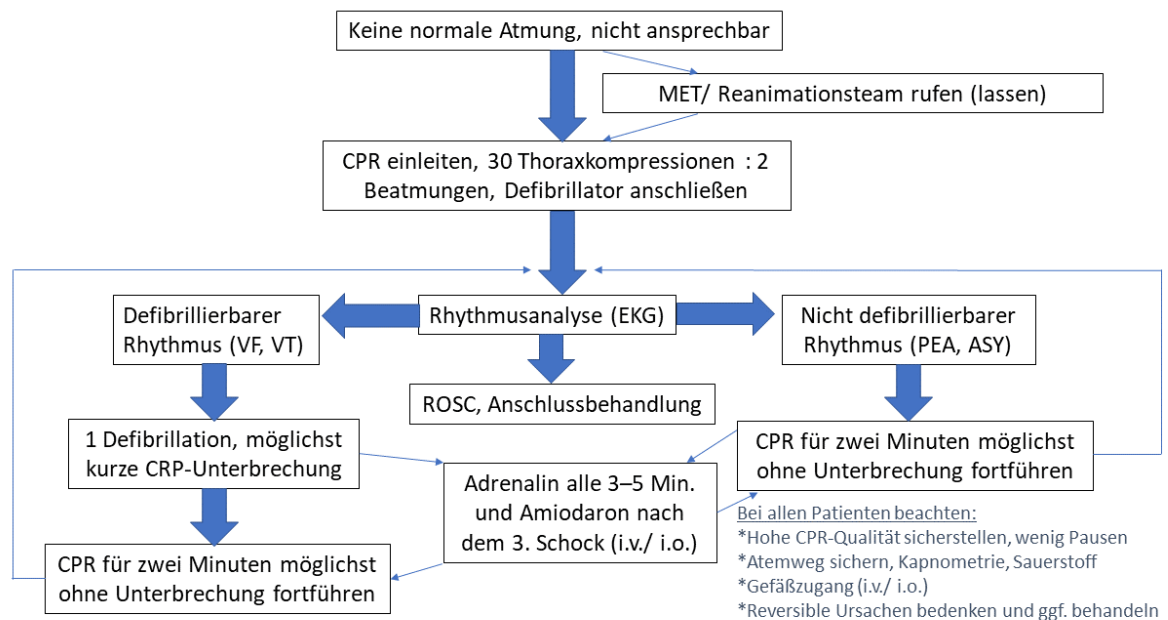 Keine normale Atmung, nicht ansprechbar
MET/ Reanimationsteam rufen (lassen)
CPR einleiten, 30 Thoraxkompressionen : 2
Beatmungen, Defibrillator anschließen
Defibrillierbarer
Rhythmus (VF, VT)
Rhythmusanalyse (EKG)
Nicht defibrillierbarer
Rhythmus (PEA, ASY)
ROSC, Anschlussbehandlung
1 Defibrillation, möglichst
kurze CRP-Unterbrechung
CPR für zwei Minuten möglichst
ohne Unterbrechung fortführen
Adrenalin alle 3–5 Min.
und Amiodaron nach
dem 3. Schock (i.v./ i.o.)
CPR für zwei Minuten möglichst
ohne Unterbrechung fortführen
Bei allen Patienten beachten:
*Hohe CPR-Qualität sicherstellen, wenig Pausen
*Atemweg sichern, Kapnometrie, Sauerstoff
*Gefäßzugang (i.v./ i.o.)
*Reversible Ursachen bedenken und ggf. behandeln